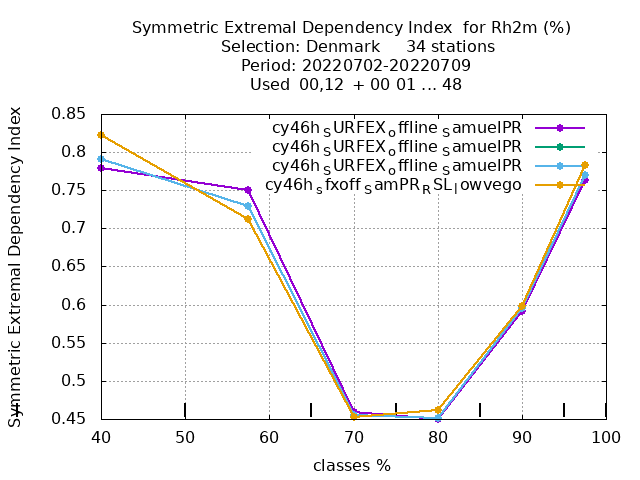 Symmetric Extremal Dependency Index for Rh2m (%)
Selection: Denmark 34 stations
Period: 20220702-20220709
Used 00,12 + 00 01 ... 48
Symmetric Extremal Dependency Index
0.85
0.8
0.75
0.7
0.65
0.6
0.55
0.5
0.45
cy46h_SURFEX_offline_SamuelPR
cy46h_SURFEX_offline_SamuelPR
cy46h_SURFEX_offline_SamuelPR
cy46h_sfxoff_SamPR_RSL_lowvego
40 50 60 70 80 90 100
classes %